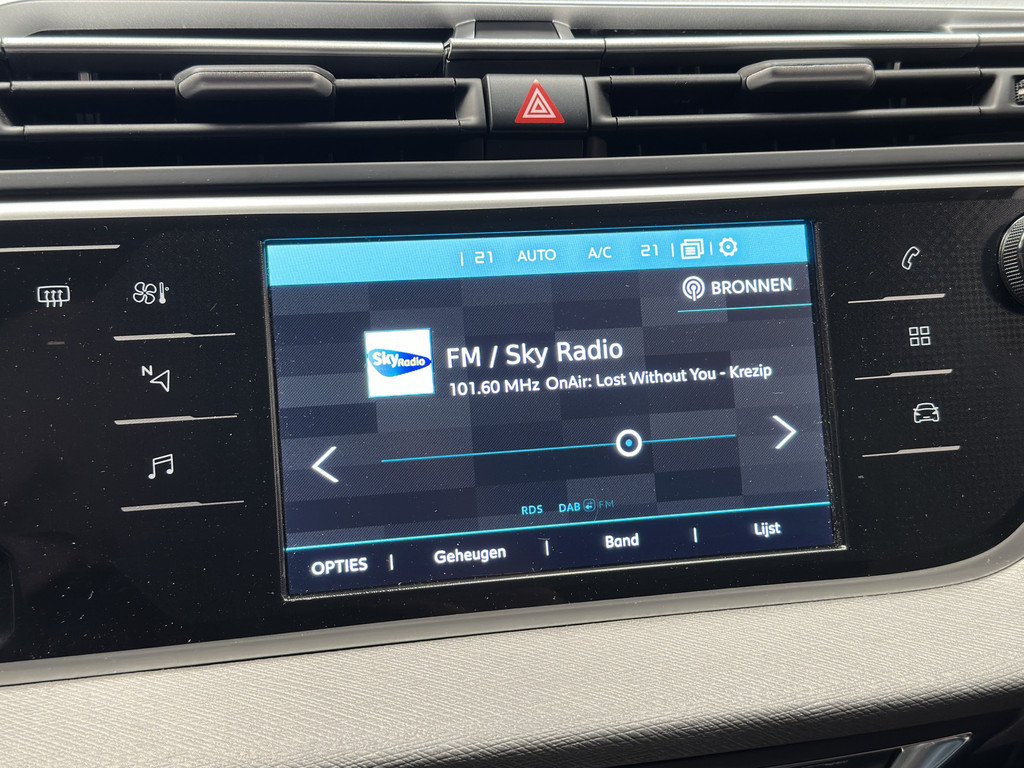 21 AUTO A/C 21
BRONNEN
Sky Radio
FM / Sky Radio
101.60 MHz OnAir: Lost Without You - Krezip
N
RDS DAB FM
OPTIES Geheugen Band Lijst